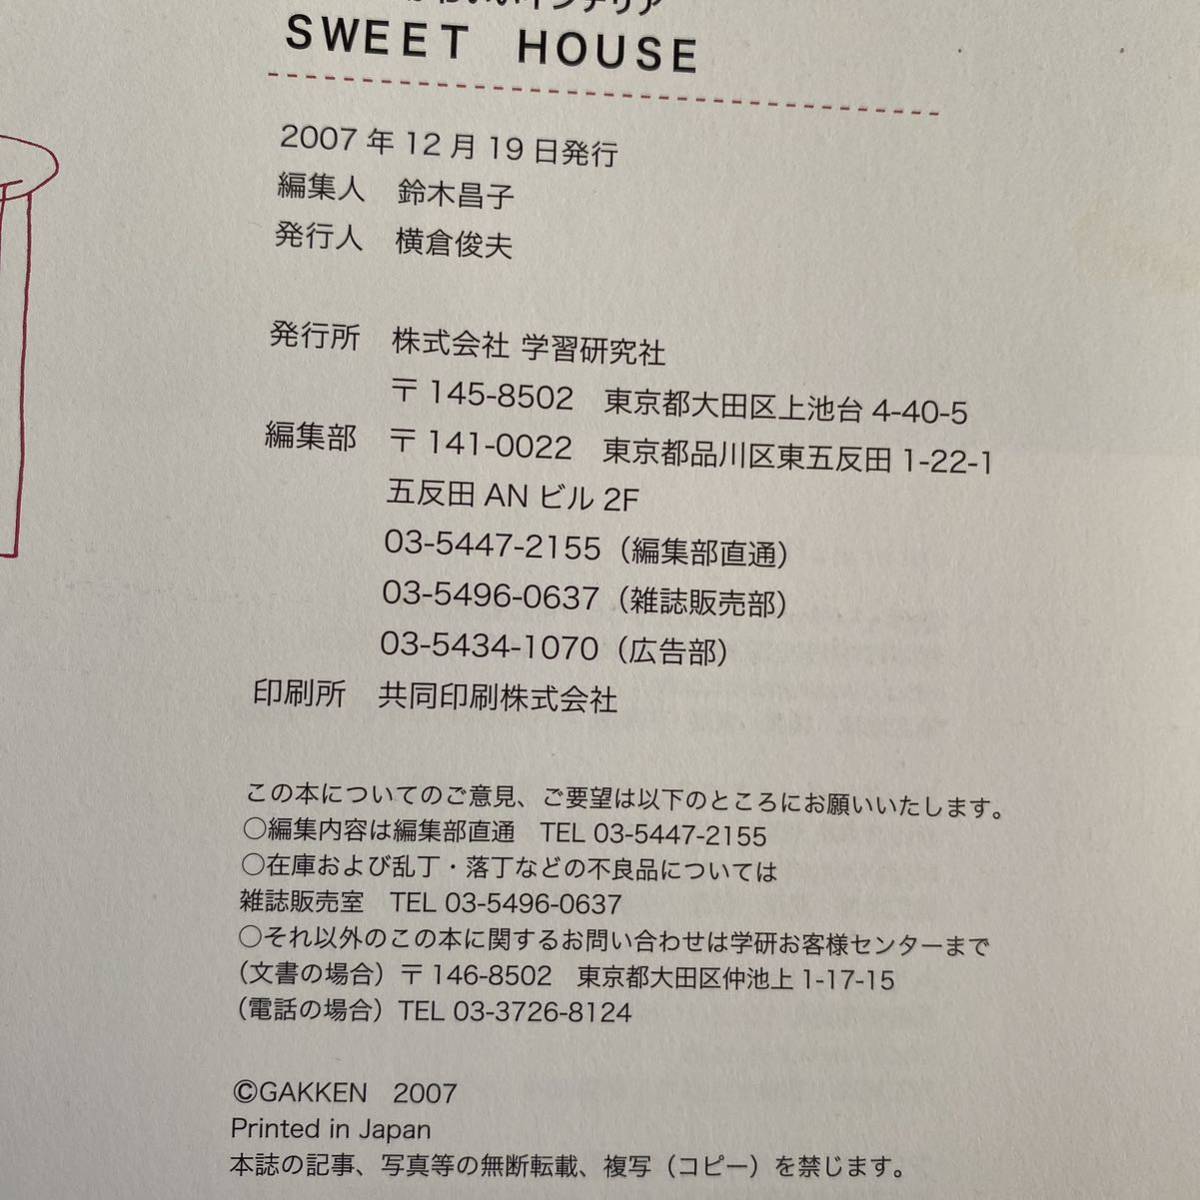 かわいいインテリア
SWEET HOUSE
2007年12月19日発行
編集人 鈴木昌子
発行人 横倉俊夫
発行所 株式会社 学習研究社
〒145-8502 東京都大田区上池台4-40-5
編集部 〒141-0022 東京都品川区東五反田1-22-1
五反田ANビル2F
03-5447-2155（編集部直通）
03-5496-0637（雑誌販売部）
03-5434-1070（広告部）
印刷所 共同印刷株式会社
この本についてのご意見、ご要望は以下のところにお願いいたします。
○編集内容は編集部直通 TEL 03-5447-2155
○在庫および乱丁・落丁などの不良品については
雑誌販売室 TEL 03-5496-0637
○それ以外のこの本に関するお問い合わせは学研お客様センターまで
（文書の場合）〒146-8502 東京都大田区仲池上1-17-15
（電話の場合）TEL 03-3726-8124
©GAKKEN 2007
Printed in Japan
本誌の記事、写真等の無断転載、複写（コピー）を禁じます。